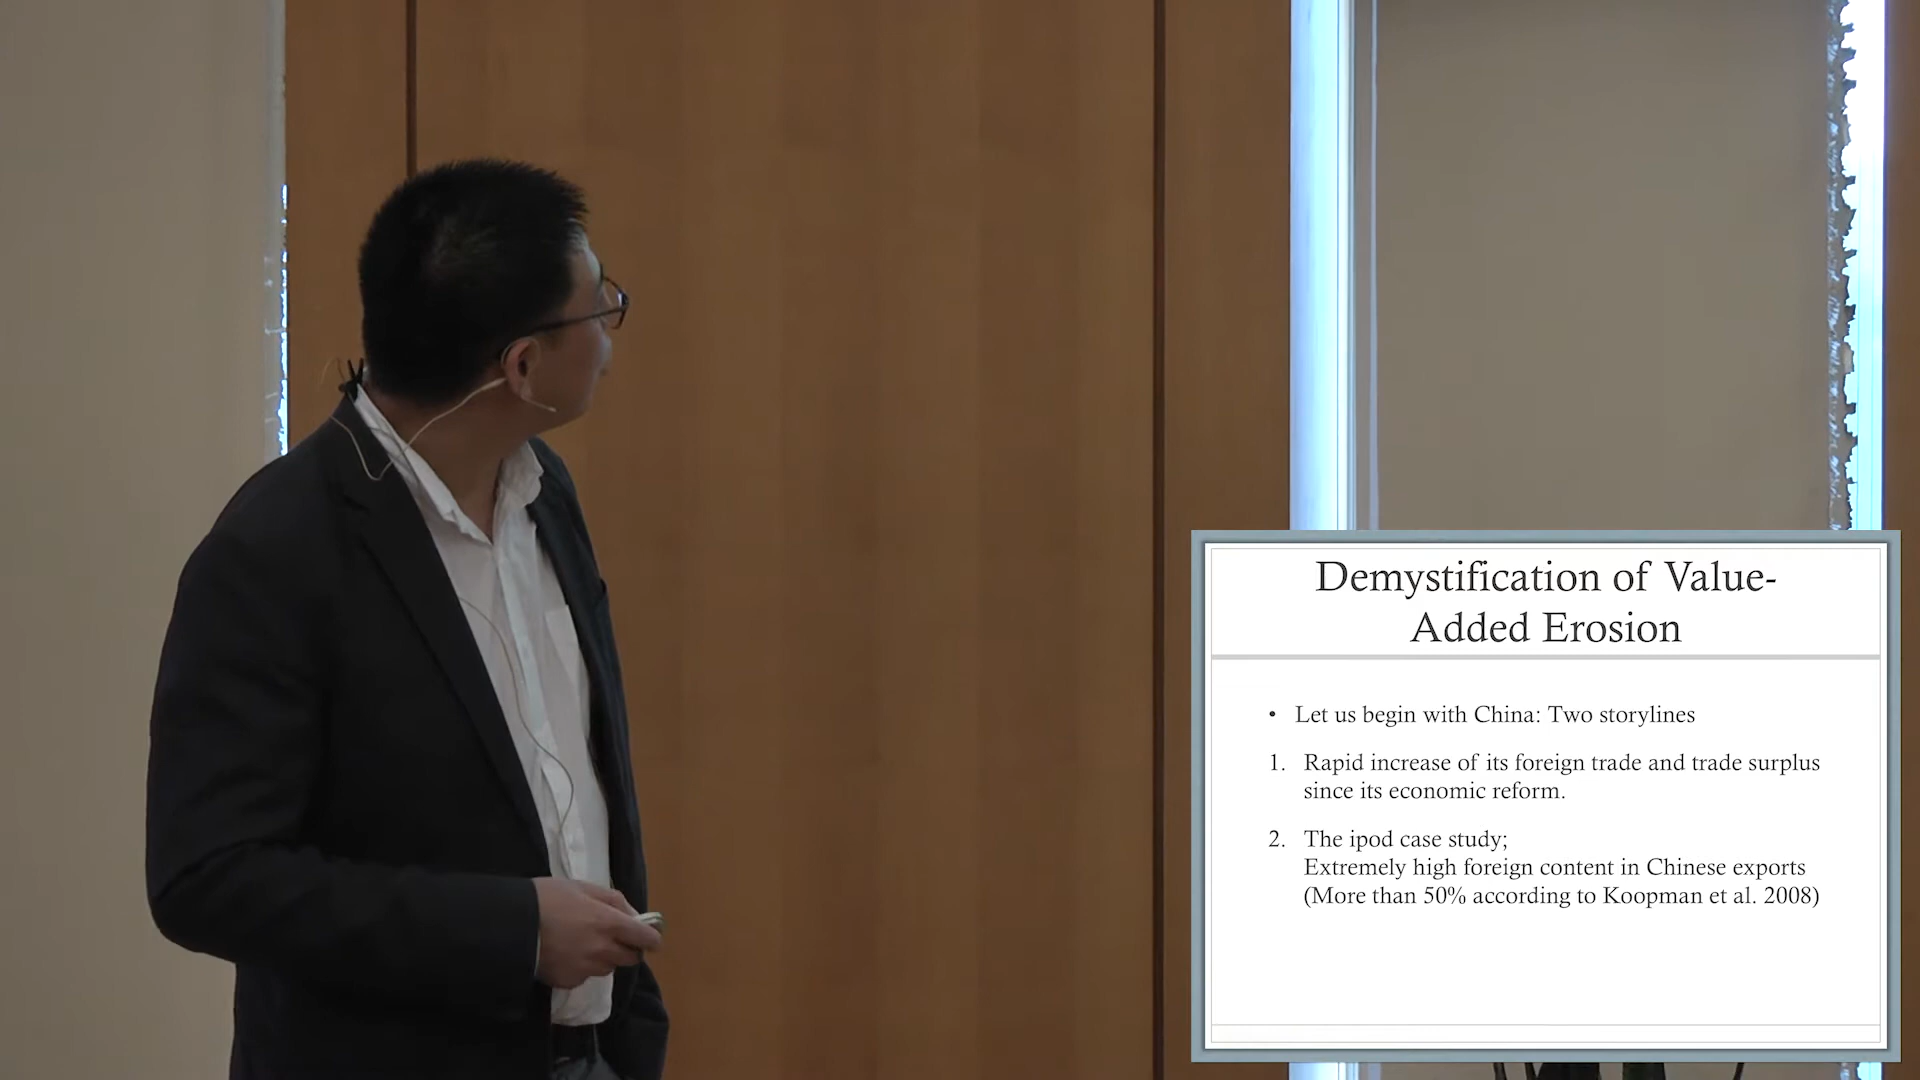 Demystification of Value-
Added Erosion
• Let us begin with China: Two storylines
1. Rapid increase of its foreign trade and trade surplus
since its economic reform.
2. The ipod case study;
Extremely high foreign content in Chinese exports
(More than 50% according to Koopman et al. 2008)